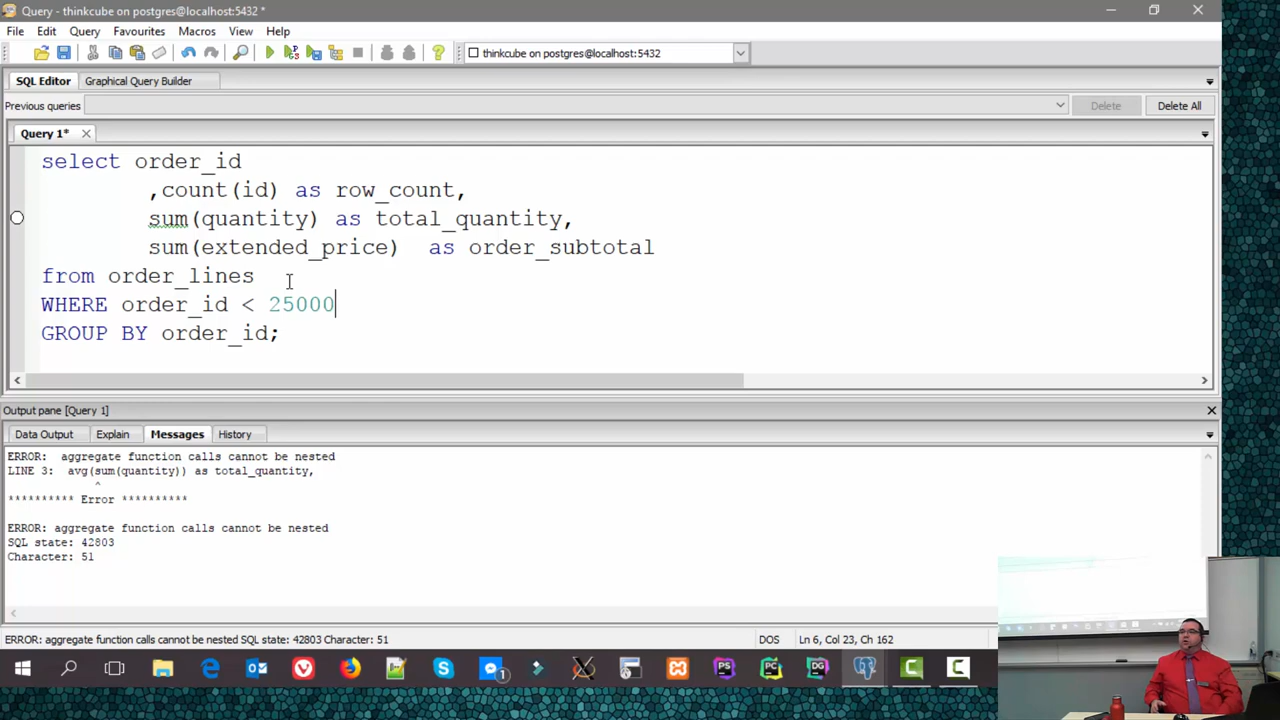 Query - thinkcube on postgres@localhost:5432 *
File Edit Query Favourites Macros View Help
thinkcube on postgres@localhost:5432
SQL Editor Graphical Query Builder
Previous queries Delete Delete All
Query 1*
select order_id
,count(id) as row_count,
sum(quantity) as total_quantity,
sum(extended_price) as order_subtotal
from order_lines
WHERE order_id < 25000
GROUP BY order_id;
Output pane [Query 1]
Data Output Explain Messages History
ERROR: aggregate function calls cannot be nested
LINE 3: avg(sum(quantity)) as total_quantity,
^
********** Error **********
ERROR: aggregate function calls cannot be nested
SQL state: 42803
Character: 51
ERROR: aggregate function calls cannot be nested SQL state: 42803 Character: 51 DOS Ln 6, Col 23, Ch 162
1 PS PC DG